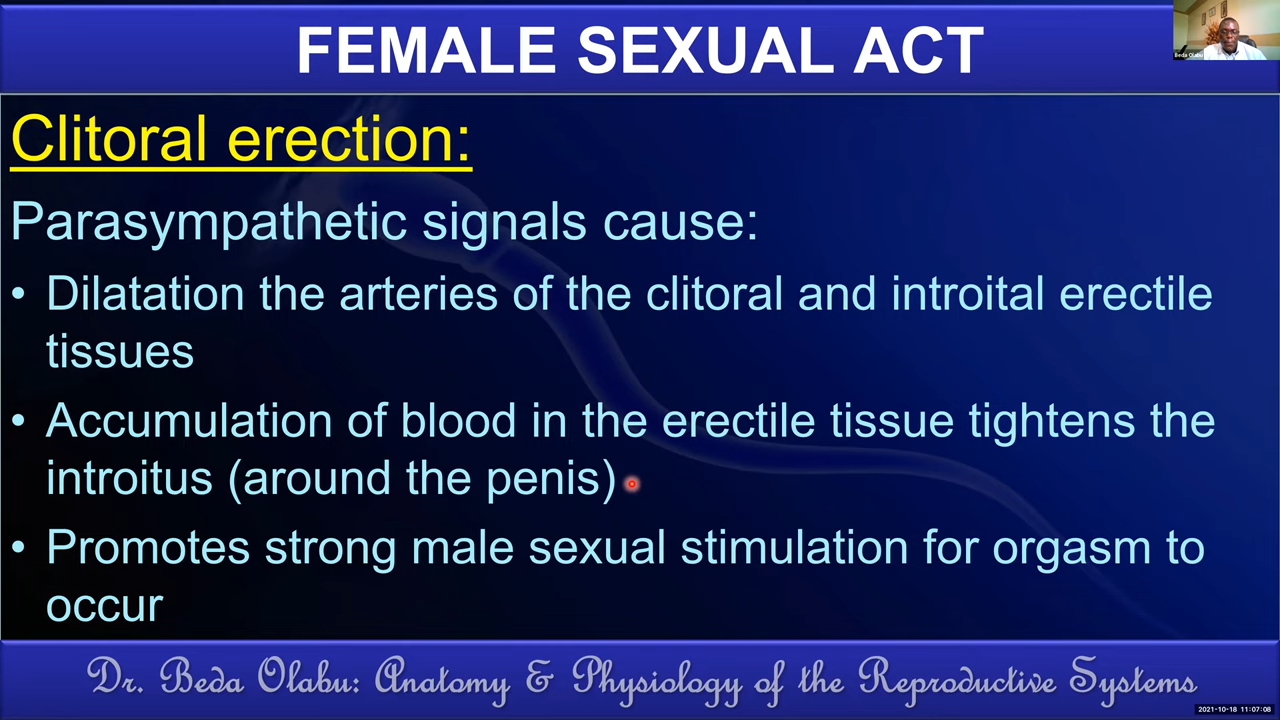 FEMALE SEXUAL ACT
Beda Olabu
Clitoral erection:
Parasympathetic signals cause:
• Dilatation the arteries of the clitoral and introital erectile
tissues
• Accumulation of blood in the erectile tissue tightens the
introitus (around the penis)
• Promotes strong male sexual stimulation for orgasm to
occur
Dr. Beda Olabu: Anatomy & Physiology of the Reproductive Systems
2021-10-18 11:07:08